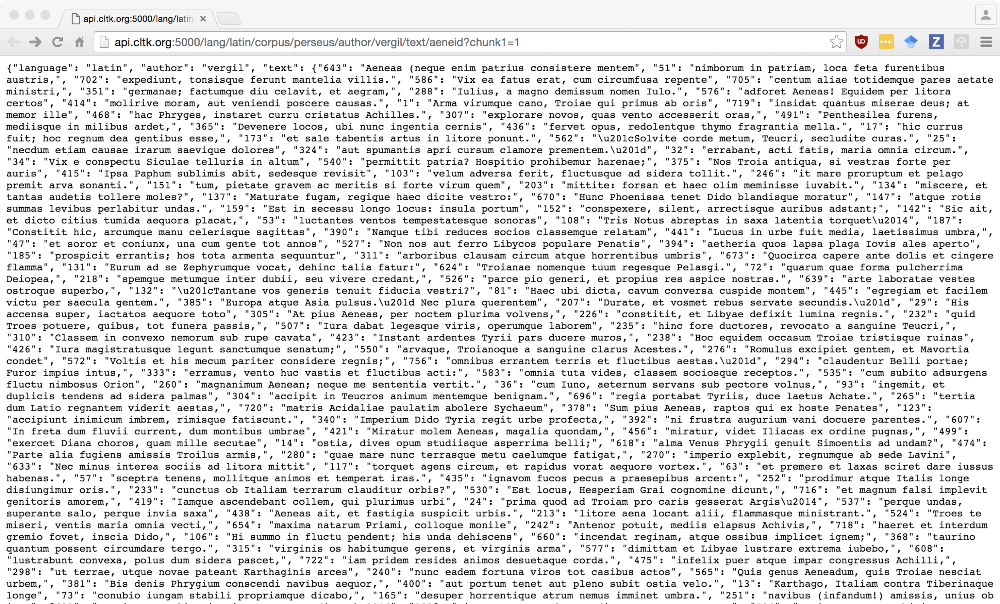 api.cltk.org:5000/lang/latin
api.cltk.org:5000/lang/latin/corpus/perseus/author/vergil/text/aeneid?chunk1=1
{"language": "latin", "author": "vergil", "text": {"643": "Aeneas (neque enim patrius consistere mentem", "51": "nimborum in patriam, loca feta furentibus
austris,", "702": "expediunt, tonsisque ferunt mantelia villis.", "586": "Vix ea fatus erat, cum circumfusa repente", "705": "centum aliae totidemque pares aetate
ministri,", "351": "germanae; factumque diu celavit, et aegram,", "288": "Iulius, a magno demissum nomen Iulo.", "576": "adforet Aeneas! Equidem per litora
certos", "414": "molirive moram, aut veniendi poscere causas.", "1": "Arma virumque cano, Troiae qui primus ab oris", "719": "insidat quantus miserae deus; at
memor ille", "468": "hac Phryges, instaret curru cristatus Achilles.", "307": "explorare novos, quas vento accesserit oras,", "491": "Penthesilea furens,
mediisque in milibus ardet,", "365": "Devenere locos, ubi nunc ingentia cernis", "436": "fervet opus, redolentque thymo fragrantia mella.", "17": "hic currus
fuit; hoc regnum dea gentibus esse,", "173": "et sale tabentis artus in litore ponunt.", "562": "\u201cSolvite corde metum, Teucri, secludite curas.", "25":
"necdum etiam causae irarum saevique dolores", "324": "aut spumantis apri cursum clamore prementem.\u201d", "32": "errabant, acti fatis, maria omnia circum.",
"34": "Vix e conspectu Siculae telluris in altum", "540": "permittit patria? Hospitio prohibemur harenae;", "375": "Nos Troia antiqua, si vestras forte per
auris", "415": "Ipsa Paphum sublimis abit, sedesque revisit", "103": "velum adversa ferit, fluctusque ad sidera tollit.", "246": "it mare proruptum et pelago
premit arva sonanti.", "151": "tum, pietate gravem ac meritis si forte virum quem", "203": "mittite: forsan et haec olim meminisse iuvabit.", "134": "miscere, et
tantas audetis tollere moles?", "137": "Maturate fugam, regique haec dicite vestro:", "670": "Hunc Phoenissa tenet Dido blandisque moratur", "147": "atque rotis
summas levibus perlabitur undas.", "159": "Est in secessu longo locus: insula portum", "152": "conspexere, silent, arrectisque auribus adstant;", "142": "Sic ait,
et dicto citius tumida aequora placat,", "53": "luctantes ventos tempestatesque sonoras", "108": "Tris Notus abreptas in saxa latentia torquet\u2014", "187":
"Constitit hic, arcumque manu celerisque sagittas", "390": "Namque tibi reduces socios classemque relatam", "441": "Lucus in urbe fuit media, laetissimus umbra,",
"47": "et soror et coniunx, una cum gente tot annos", "527": "Non nos aut ferro Libycos populare Penatis", "394": "aetheria quos lapsa plaga Iovis ales aperto",
"185": "prospicit errantis; hos tota armenta sequuntur", "311": "arboribus clausam circum atque horrentibus umbris", "673": "Quocirca capere ante dolis et cingere
flamma", "131": "Eurum ad se Zephyrumque vocat, dehinc talia fatur:", "624": "Troianae nomenque tuum regesque Pelasgi.", "72": "quarum quae forma pulcherrima
Deiopea,", "218": "spemque metumque inter dubii, seu vivere credant,", "526": "parce pio generi, et propius res aspice nostras.", "639": "arte laboratae vestes
ostroque superbo,", "132": "\u201cTantane vos generis tenuit fiducia vestri?", "81": "Haec ubi dicta, cavum conversa cuspide montem", "445": "egregiam et facilem
victu per saecula gentem.", "385": "Europa atque Asia pulsus.\u201d Nec plura querentem", "207": "Durate, et vosmet rebus servate secundis.\u201d", "29": "His
accensa super, iactatos aequore toto", "305": "At pius Aeneas, per noctem plurima volvens,", "226": "constitit, et Libyae defixit lumina regnis.", "232": "quid
Troes potuere, quibus, tot funera passis,", "507": "Iura dabat legesque viris, operumque laborem", "235": "hinc fore ductores, revocato a sanguine Teucri,",
"310": "Classem in convexo nemorum sub rupe cavata", "423": "Instant ardentes Tyrii pars ducere muros,", "238": "Hoc equidem occasum Troiae tristisque ruinas",
"426": "Iura magistratusque legunt sanctumque senatum;", "550": "arvaque, Troianoque a sanguine clarus Acestes.", "276": "Romulus excipiet gentem, et Mavortia
condet", "572": "Voltis et his mecum pariter considere regnis;", "756": "omnibus errantem terris et fluctibus aestas.\u201d", "294": "claudentur Belli portae;
Furor impius intus,", "333": "erramus, vento huc vastis et fluctibus acti:", "583": "omnia tuta vides, classem sociosque receptos.", "535": "cum subito adsurgens
fluctu nimbosus Orion", "260": "magnanimum Aenean; neque me sententia vertit.", "36": "cum Iuno, aeternum servans sub pectore volnus,", "93": "ingemit, et
duplicis tendens ad sidera palmas", "304": "accipit in Teucros animum mentemque benignam.", "696": "regia portabat Tyriis, duce laetus Achate.", "265": "tertia
dum Latio regnantem viderit aestas,", "720": "matris Acidaliae paulatim abolere Sychaeum", "378": "Sum pius Aeneas, raptos qui ex hoste Penates", "123":
"accipiunt inimicum imbrem, rimisque fatiscunt.", "340": "Imperium Dido Tyria regit urbe profecta,", "392": "ni frustra augurium vani docuere parentes.", "607":
"In freta dum fluvii current, dum montibus umbrae", "421": "Miratur molem Aeneas, magalia quondam,", "456": "miratur, videt Iliacas ex ordine pugnas,", "499":
"exercet Diana choros, quam mille secutae", "14": "ostia, dives opum studiisque asperrima belli;", "618": "alma Venus Phrygii genuit Simoentis ad undam?", "474":
"Parte alia fugiens amissis Troilus armis,", "280": "quae mare nunc terrasque metu caelumque fatigat,", "270": "imperio explebit, regnumque ab sede Lavini",
"633": "Nec minus interea sociis ad litora mittit", "117": "torquet agens circum, et rapidus vorat aequore vortex.", "63": "et premere et laxas sciret dare iussus
habenas.", "57": "sceptra tenens, mollitque animos et temperat iras.", "435": "ignavom fucos pecus a praesepibus arcent:", "252": "prodimur atque Italis longe
disiungimur oris.", "233": "cunctus ob Italiam terrarum clauditur orbis?", "530": "Est locus, Hesperiam Grai cognomine dicunt,", "716": "et magnum falsi implevit
genitoris amorem,", "419": "Iamque ascendebant collem, qui plurimus urbi", "24": "prima quod ad Troiam pro caris gesserat Argis\u2014", "537": "perque undas,
superante salo, perque invia saxa", "438": "Aeneas ait, et fastigia suspicit urbis.", "213": "litore aena locant alii, flammasque ministrant.", "524": "Troes te
miseri, ventis maria omnia vecti,", "654": "maxima natarum Priami, colloque monile", "242": "Antenor potuit, mediis elapsus Achivis,", "718": "haeret et interdum
gremio fovet, inscia Dido,", "106": "Hi summo in fluctu pendent; his unda dehiscens", "660": "incendat reginam, atque ossibus implicet ignem;", "368": "taurino
quantum possent circumdare tergo.", "315": "virginis os habitumque gerens, et virginis arma", "577": "dimittam et Libyae lustrare extrema iubebo,", "608":
"lustrabunt convexa, polus dum sidera pascet,", "722": "iam pridem resides animos desuetaque corda.", "475": "infelix puer atque impar congressus Achilli,",
"298": "ut terrae, utque novae pateant Karthaginis arces", "240": "nunc eadem fortuna viros tot casibus actos", "565": "Quis genus Aeneadum, quis Troiae nesciat
urbem,", "381": "Bis denis Phrygium conscendi navibus aequor,", "400": "aut portum tenet aut pleno subit ostia velo.", "13": "Karthago, Italiam contra Tiberinaque
longe", "73": "conubio iungam stabili propriamque dicabo,", "165": "desuper horrentique atrum nemus imminet umbra.", "251": "navibus (infandum!) amissis, unius ob